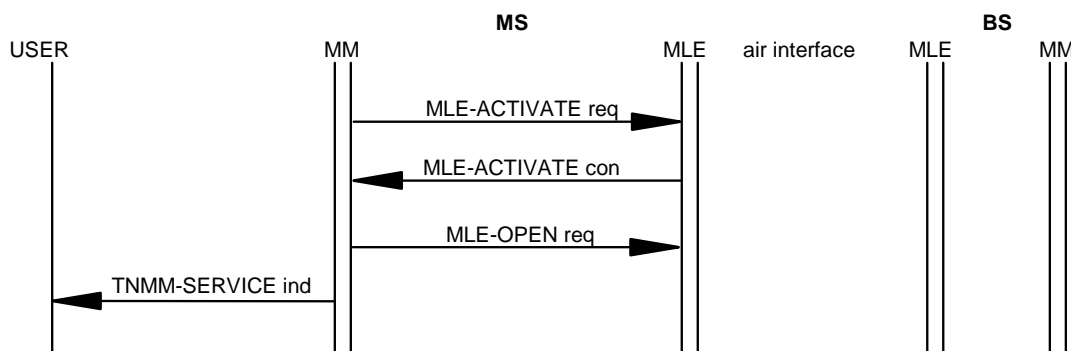 MS BS
USER MM MLE air interface MLE MM
MLE-ACTIVATE req
MLE-ACTIVATE con
MLE-OPEN req
TNMM-SERVICE ind